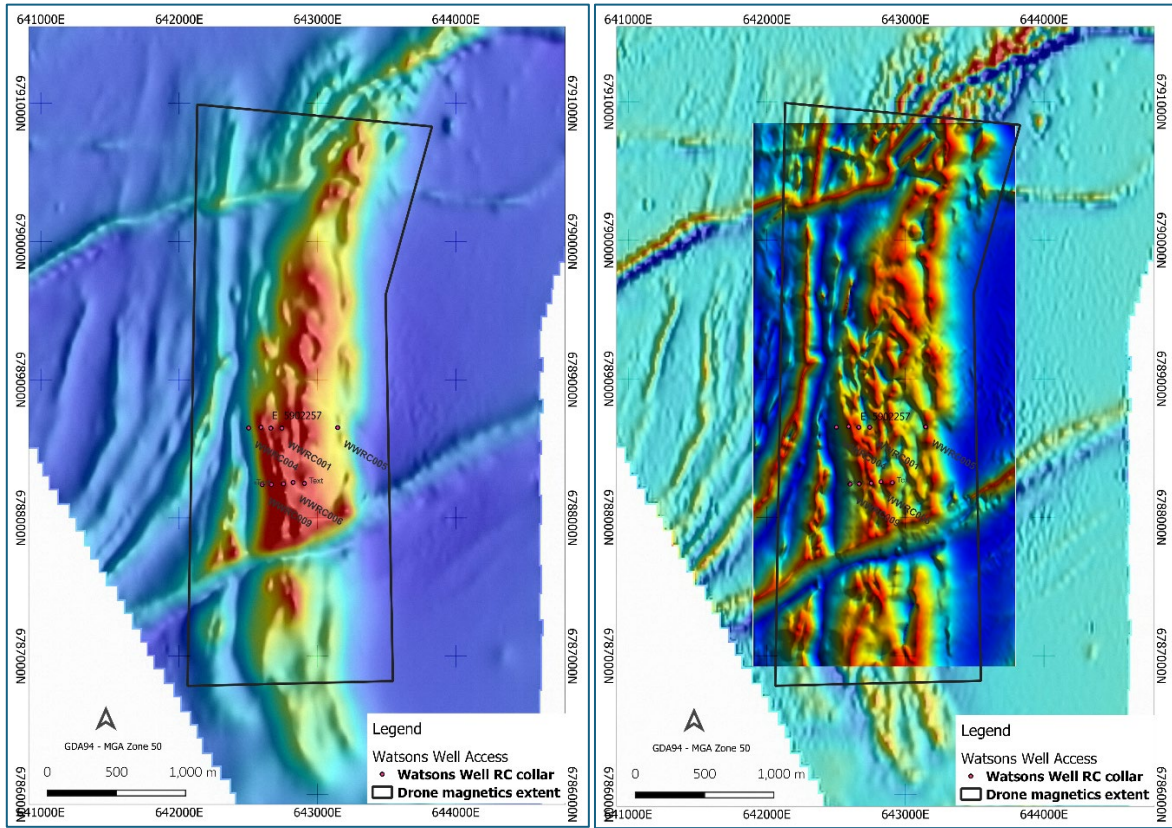 641000E 642000E 643000E 644000E
6791000N 6791000N
6790000N 6790000N
6789000N 6789000N
E 5902257
WWRC005
WWRC001
WWRC004
Text
6788000N 6788000N
WWRC006
6787000N 6787000N
GDA94 - MGA Zone 50
0 500 1,000 m
Legend
Watsons Well Access
Watsons Well RC collar
Drone magnetics extent
6786000N 6786000N
641000E 642000E 643000E 644000E
641000E 642000E 643000E 644000E
6791000N 6791000N
6790000N 6790000N
6789000N 6789000N
E 5902257
WWRC005
WWRC001
6788000N 6788000N
6787000N 6787000N
GDA94 - MGA Zone 50
0 500 1,000 m
Legend
Watsons Well Access
Watsons Well RC collar
Drone magnetics extent
6786000N 6786000N
641000E 642000E 643000E 644000E